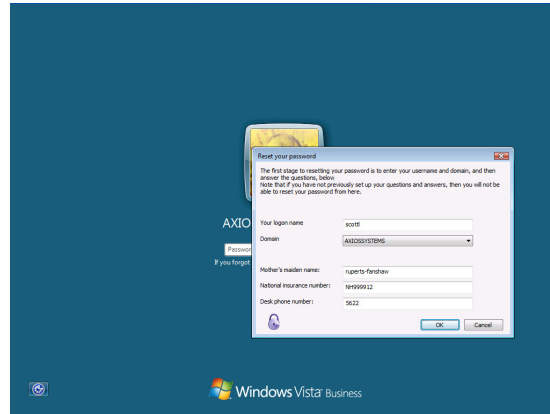 Reset your password
The first stage to resetting your password is to enter your username and domain, and then
answer the questions, below
Note that if you have not previously set up your questions and answers, then you will not be
able to reset your password from here.
AXIO
Your logon name
scottl
Domain
AXIOSSYSTEMS
Passwor
If you forgot
Mother's maiden name:
ruperts-fanshaw
National insurance number:
NH999912
Desk phone number:
5622
OK
Cancel
Windows Vista Business